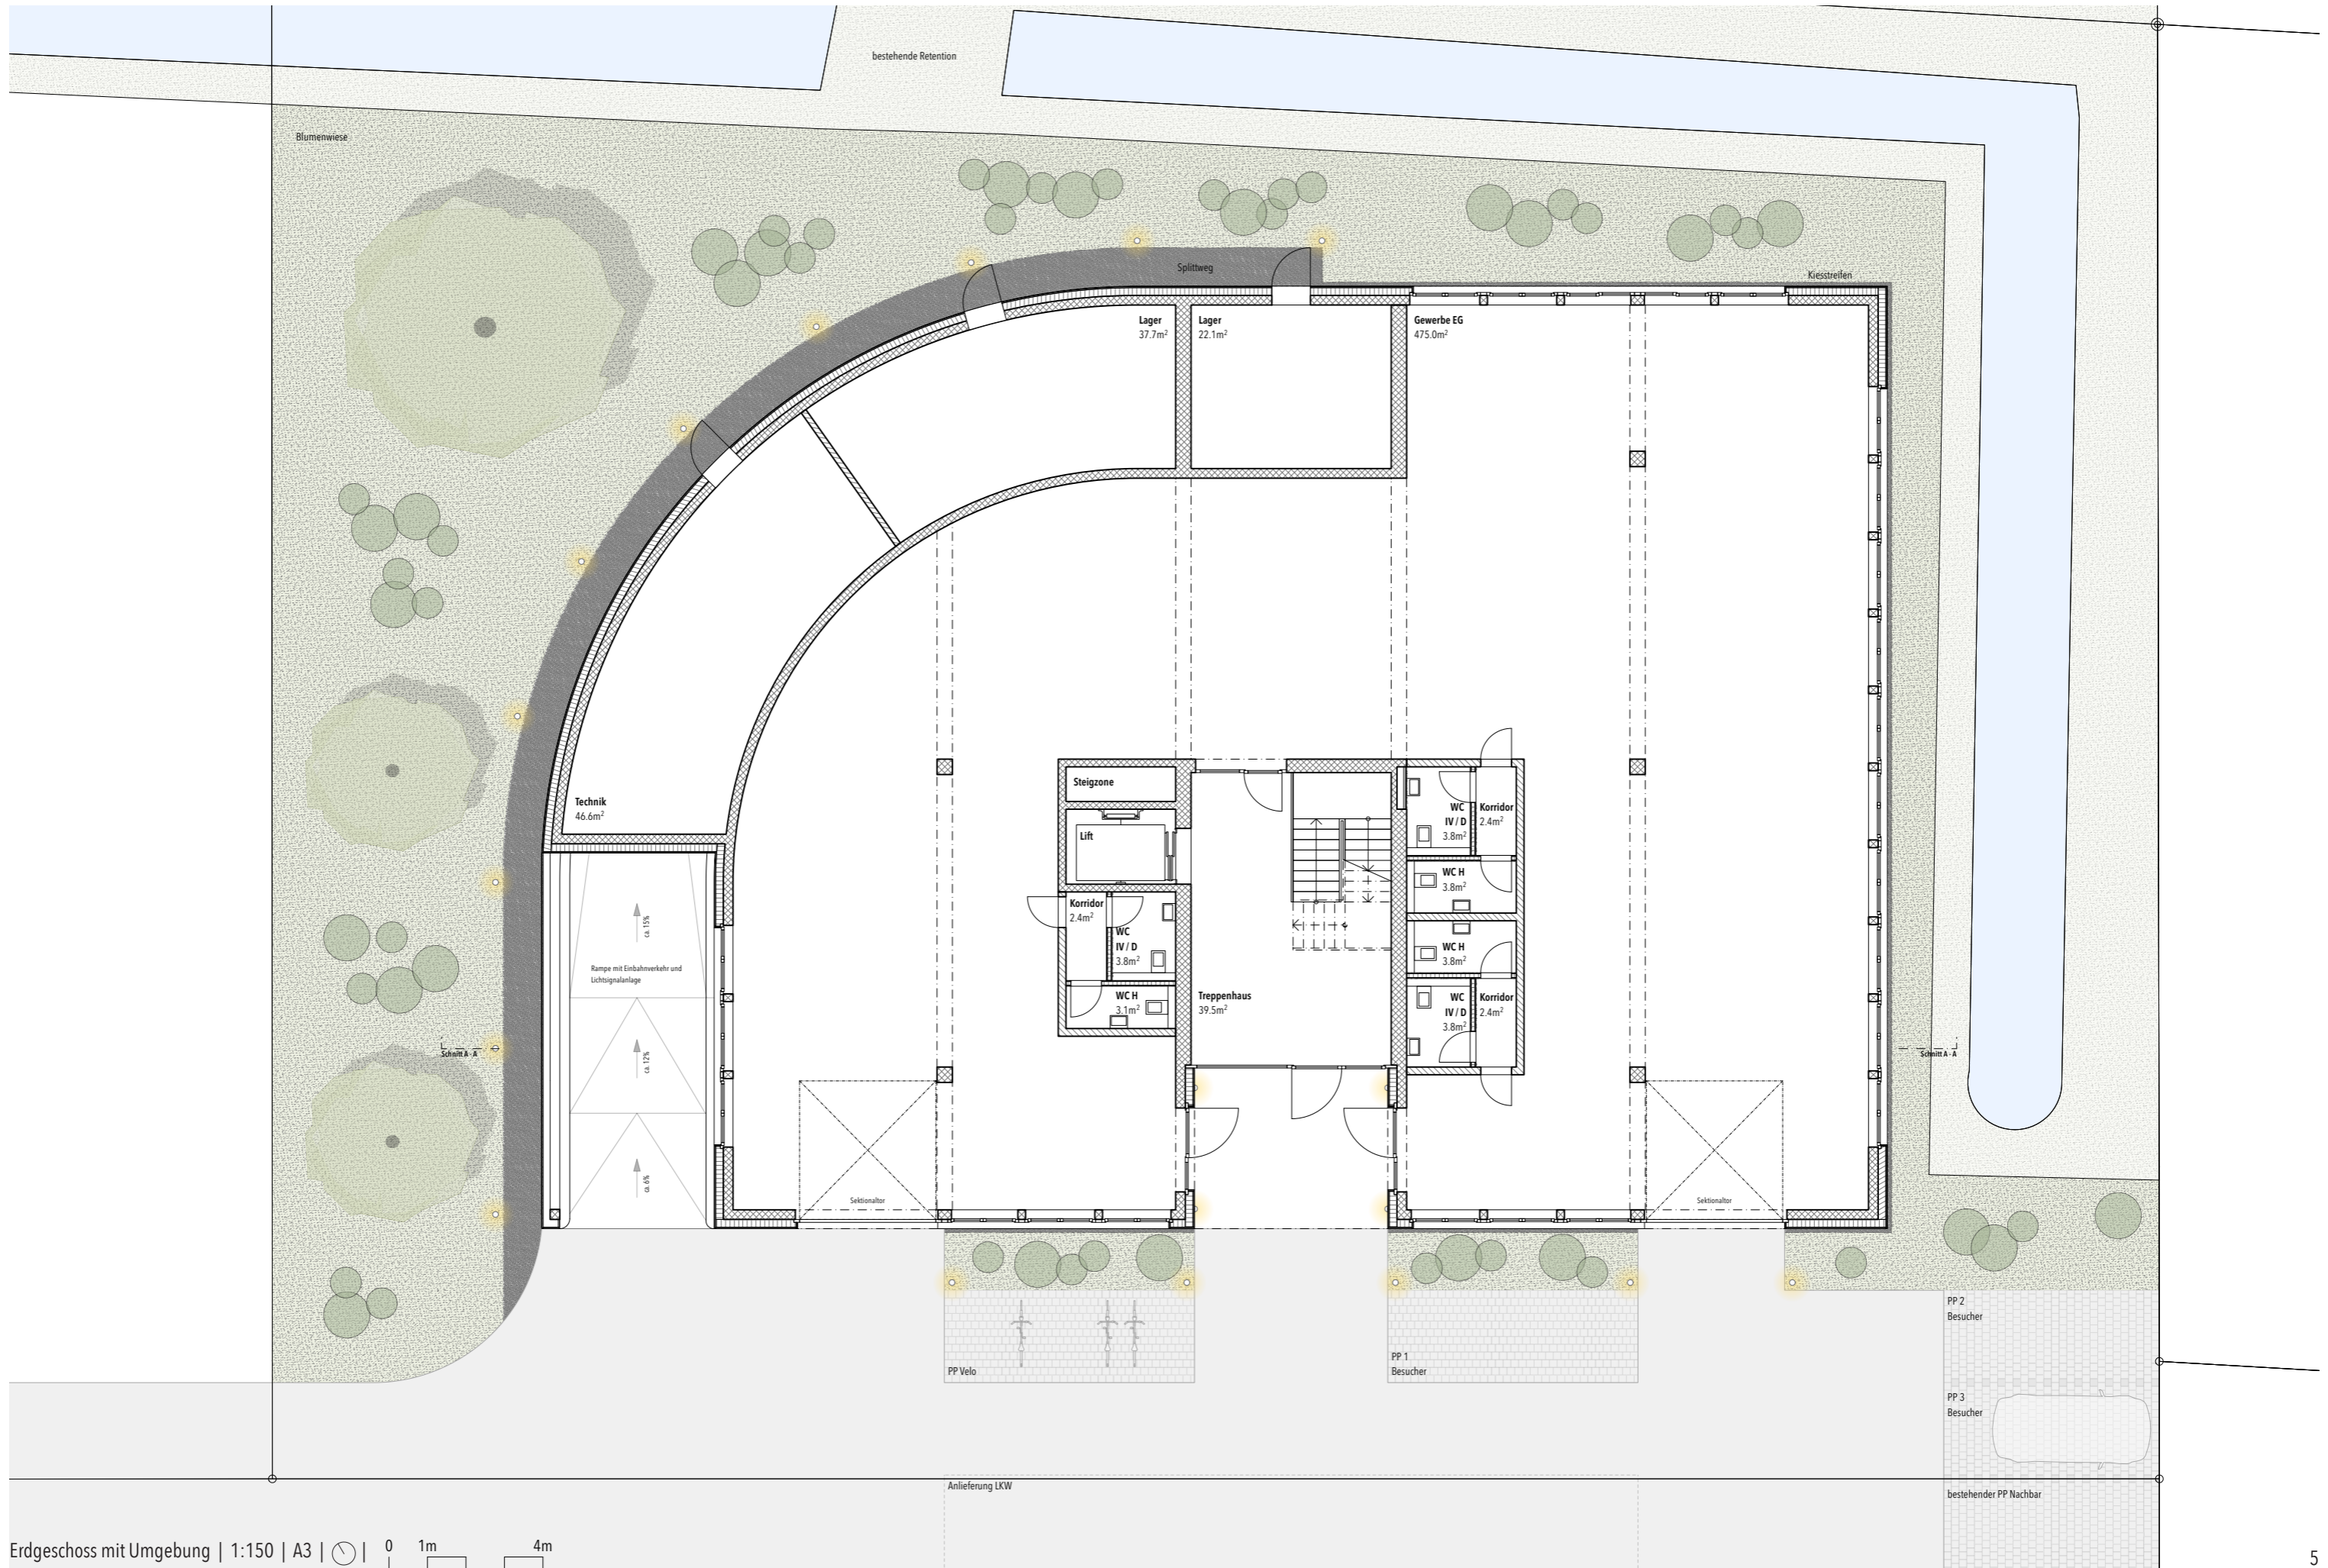 bestehende Retention
Blumenwiese
Splittweg
Kiesstreifen
Lager
37.7m²
Lager
22.1m²
Gewerbe EG
475.0m²
Technik
46.6m²
Steigzone
Lift
Korridor
2.4m²
WC
IV / D
3.8m²
WC H
3.1m²
Treppenhaus
39.5m²
WC
IV / D
3.8m²
Korridor
2.4m²
WC H
3.8m²
WC H
3.8m²
WC
IV / D
3.8m²
Korridor
2.4m²
ca. 15%
Rampe mit Einbahnverkehr und
Lichtsignalanlage
ca. 12%
ca. 6%
Schnitt A - A
Schnitt A - A
Sektionaltor
Sektionaltor
PP Velo
PP 1
Besucher
PP 2
Besucher
PP 3
Besucher
Anlieferung LKW
bestehender PP Nachbar
Erdgeschoss mit Umgebung | 1:150 | A3 | | 0 1m 4m
5